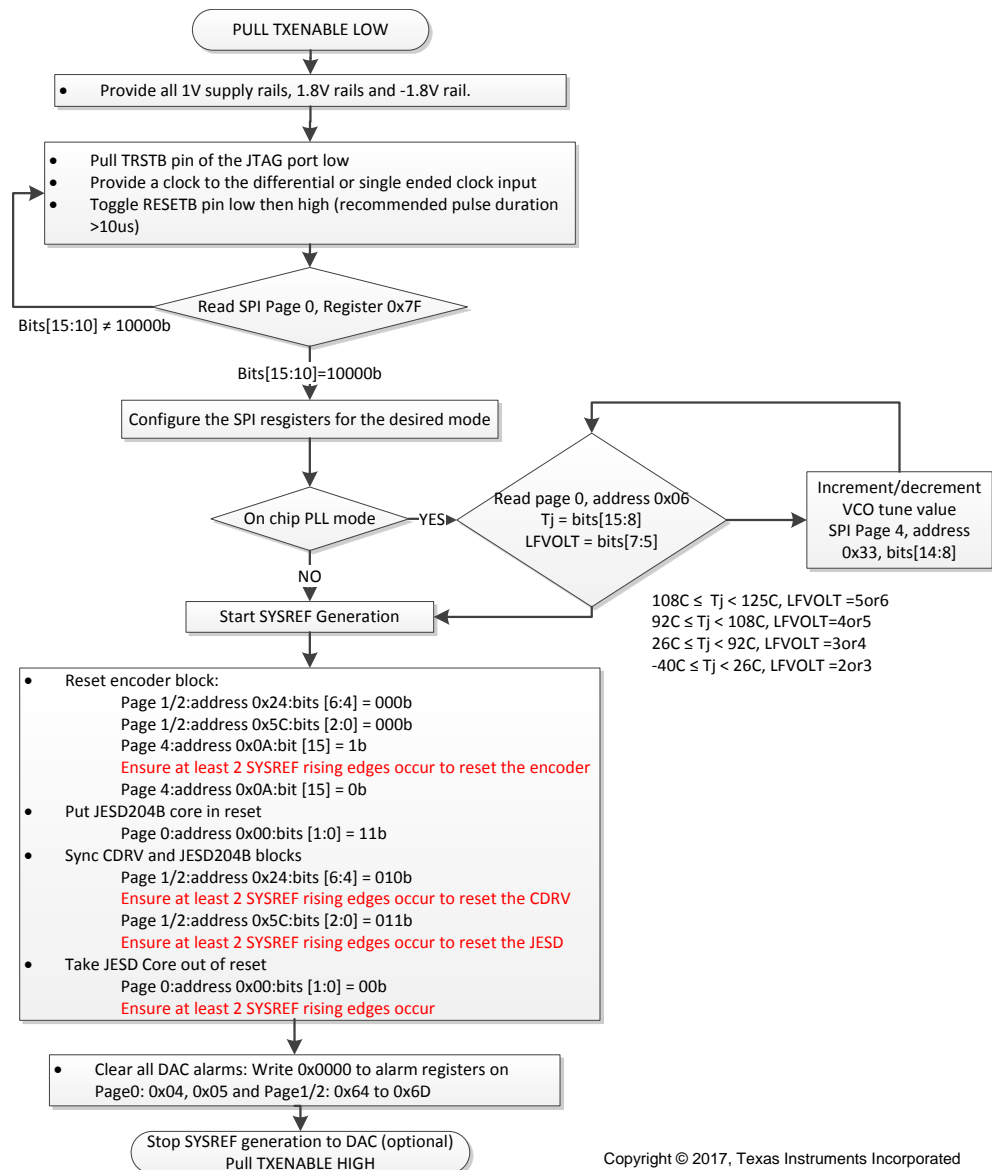 PULL TXENABLE LOW
• Provide all 1V supply rails, 1.8V rails and -1.8V rail.
• Pull TRSTB pin of the JTAG port low
• Provide a clock to the differential or single ended clock input
• Toggle RESETB pin low then high (recommended pulse duration
>10us)
Read SPI Page 0, Register 0x7F
Bits[15:10] ≠ 10000b
Bits[15:10]=10000b
Configure the SPI resgisters for the desired mode
On chip PLL mode
YES
Read page 0, address 0x06
Tj = bits[15:8]
LFVOLT = bits[7:5]
Increment/decrement
VCO tune value
SPI Page 4, address
0x33, bits[14:8]
NO
108C ≤ Tj < 125C, LFVOLT =5or6
92C ≤ Tj < 108C, LFVOLT=4or5
26C ≤ Tj < 92C, LFVOLT =3or4
-40C ≤ Tj < 26C, LFVOLT =2or3
Start SYSREF Generation
• Reset encoder block:
Page 1/2:address 0x24:bits [6:4] = 000b
Page 1/2:address 0x5C:bits [2:0] = 000b
Page 4:address 0x0A:bit [15] = 1b
Ensure at least 2 SYSREF rising edges occur to reset the encoder
Page 4:address 0x0A:bit [15] = 0b
• Put JESD204B core in reset
Page 0:address 0x00:bits [1:0] = 11b
• Sync CDRV and JESD204B blocks
Page 1/2:address 0x24:bits [6:4] = 010b
Ensure at least 2 SYSREF rising edges occur to reset the CDRV
Page 1/2:address 0x5C:bits [2:0] = 011b
Ensure at least 2 SYSREF rising edges occur to reset the JESD
• Take JESD Core out of reset
Page 0:address 0x00:bits [1:0] = 00b
Ensure at least 2 SYSREF rising edges occur
• Clear all DAC alarms: Write 0x0000 to alarm registers on
Page0: 0x04, 0x05 and Page1/2: 0x64 to 0x6D
Stop SYSREF generation to DAC (optional)
Pull TXENABLE HIGH
Copyright © 2017, Texas Instruments Incorporated